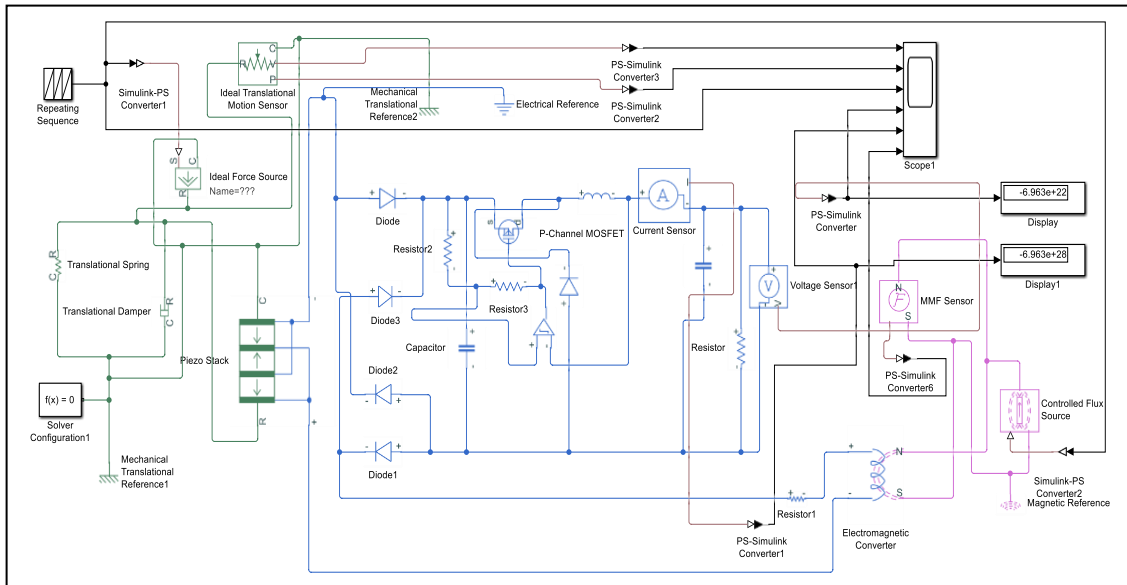 Repeating
Sequence
Simulink-PS
Converter1
R
C
V
P
Ideal Translational
Motion Sensor
Mechanical
Translational
Reference2
Electrical Reference
PS-Simulink
Converter3
PS-Simulink
Converter2
Scope1
S
C
R
Ideal Force Source
Name=???
Translational Spring
R
C
Translational Damper
R
C
Piezo Stack
C
R
-
+
f(x) = 0
Solver
Configuration1
Mechanical
Translational
Reference1
+
-
Diode
+
-
Diode3
Diode2
-
+
Diode1
-
+
Resistor2
+
-
Resistor3
+
-
Capacitor
+
-
s
d
P-Channel MOSFET
+
-
+
-
+
-
A
I
+
-
Current Sensor
+
-
Resistor
+
-
V
+
-
V
Voltage Sensor1
PS-Simulink
Converter
-6.963e+22
Display
-6.963e+28
Display1
N
F
S
MMF Sensor
PS-Simulink
Converter6
Controlled Flux
Source
Simulink-PS
Converter2
Magnetic Reference
+
-
Resistor1
+
-
N
S
Electromagnetic
Converter
PS-Simulink
Converter1